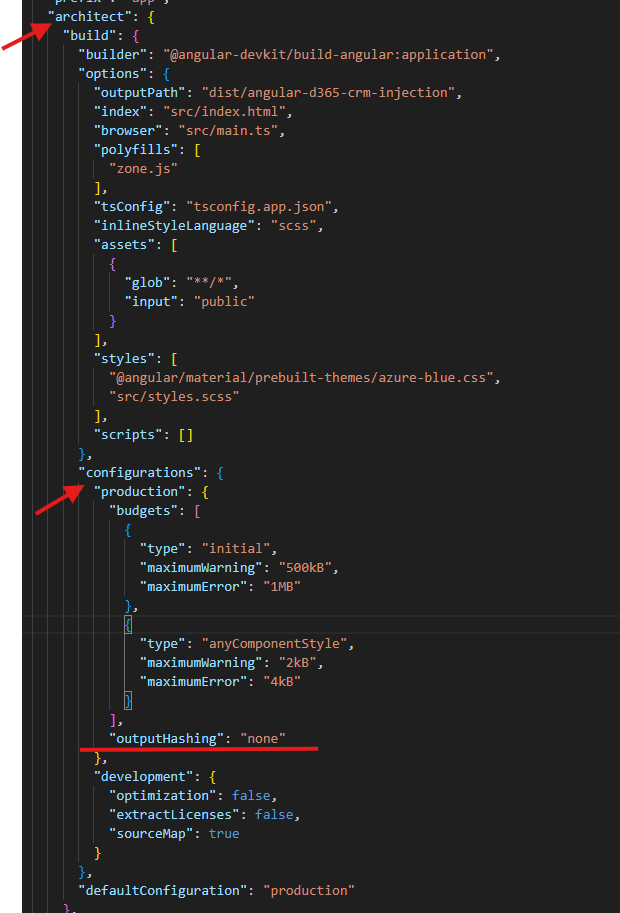 "prefix": "app",
"architect": {
"build": {
"builder": "@angular-devkit/build-angular:application",
"options": {
"outputPath": "dist/angular-d365-crm-injection",
"index": "src/index.html",
"browser": "src/main.ts",
"polyfills": [
"zone.js"
],
"tsConfig": "tsconfig.app.json",
"inlineStyleLanguage": "scss",
"assets": [
{
"glob": "**/*",
"input": "public"
}
],
"styles": [
"@angular/material/prebuilt-themes/azure-blue.css",
"src/styles.scss"
],
"scripts": []
},
"configurations": {
"production": {
"budgets": [
{
"type": "initial",
"maximumWarning": "500kB",
"maximumError": "1MB"
},
{
"type": "anyComponentStyle",
"maximumWarning": "2kB",
"maximumError": "4kB"
}
],
"outputHashing": "none"
},
"development": {
"optimization": false,
"extractLicenses": false,
"sourceMap": true
}
},
"defaultConfiguration": "production"
},